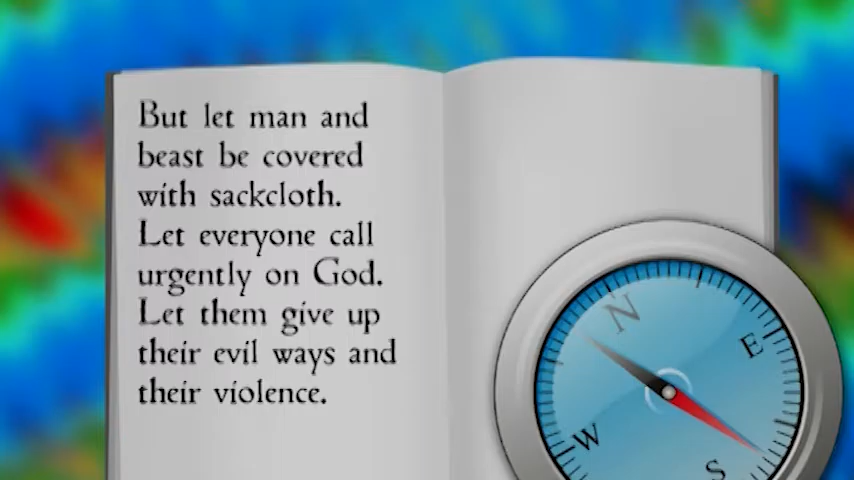 But let man and
beast be covered
with sackcloth.
Let everyone call
urgently on God.
Let them give up
their evil ways and
their violence.
N
E
W
S